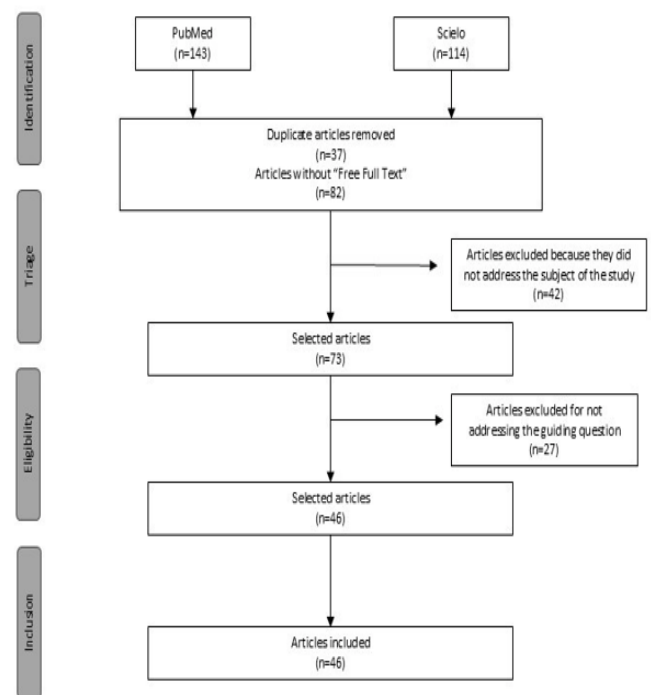 Identification
PubMed
(n=143)
Scielo
(n=114)
Duplicate articles removed
(n=37)
Articles without "Free Full Text"
(n=82)
Triage
Articles excluded because they did
not address the subject of the study
(n=42)
Selected articles
(n=73)
Eligibility
Articles excluded for not
addressing the guiding question
(n=27)
Selected articles
(n=46)
Inclusion
Articles included
(n=46)